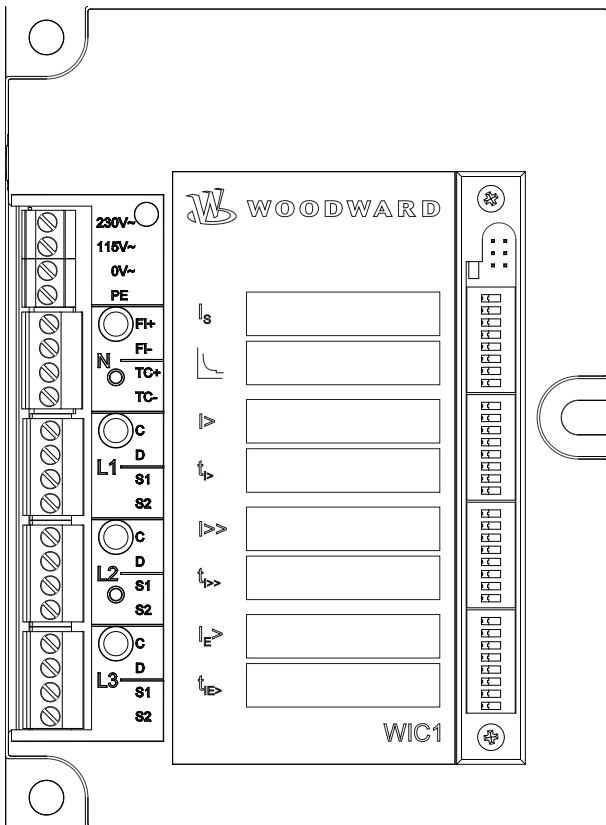 230V~
115V~
0V~
PE
FI+
FI-
N
TC+
TC-
C
D
L1
S1
S2
C
D
L2
S1
S2
C
D
L3
S1
S2
W WOODWARD
IS
I>
tI>
I>>
tI>>
IE>
tIE>
WIC1